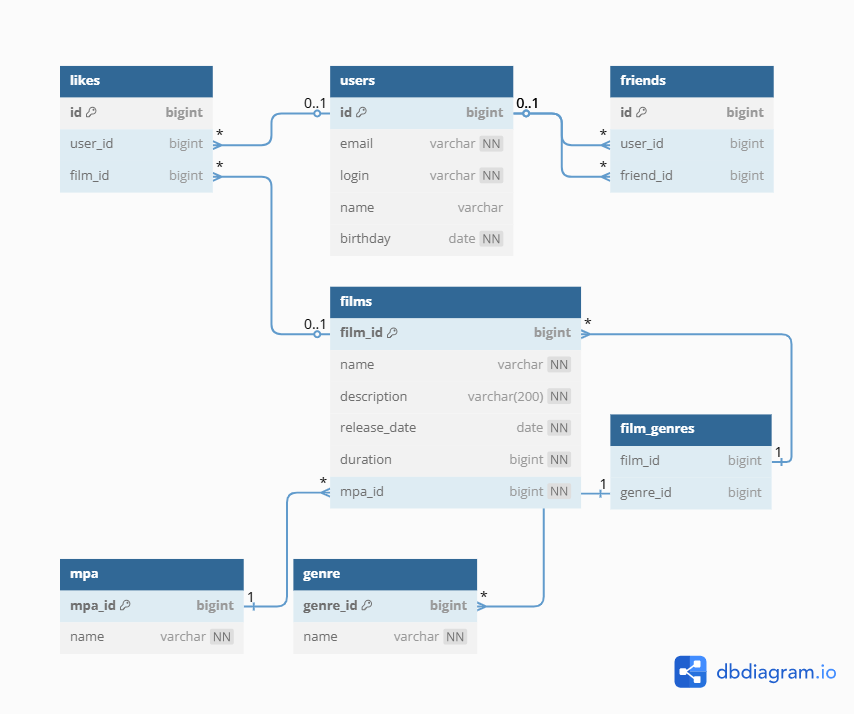 likes
id bigint
user_id bigint
film_id bigint
0..1
*
*
users
id bigint
email varchar NN
login varchar NN
name varchar
birthday date NN
0..1
*
*
friends
id bigint
user_id bigint
friend_id bigint
films
0..1
film_id bigint
*
name varchar NN
description varchar(200) NN
release_date date NN
duration bigint NN
*
mpa_id bigint NN
film_genres
film_id bigint
1
1
genre_id bigint
mpa
mpa_id bigint
1
name varchar NN
genre
genre_id bigint
*
name varchar NN
dbdiagram.io